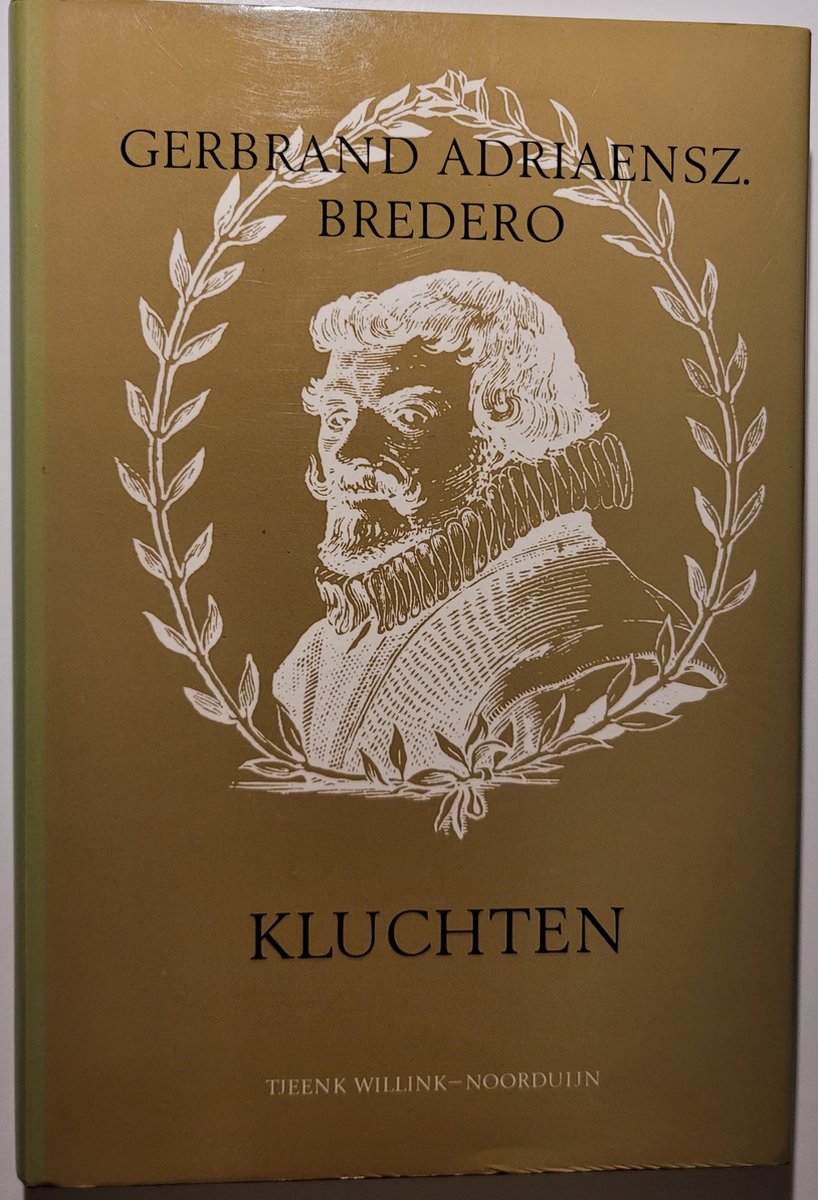 GERBRAND ADRIAENSZ.
BREDERO
KLUCHTEN
TJEENK WILLINK–NOORDUIJN